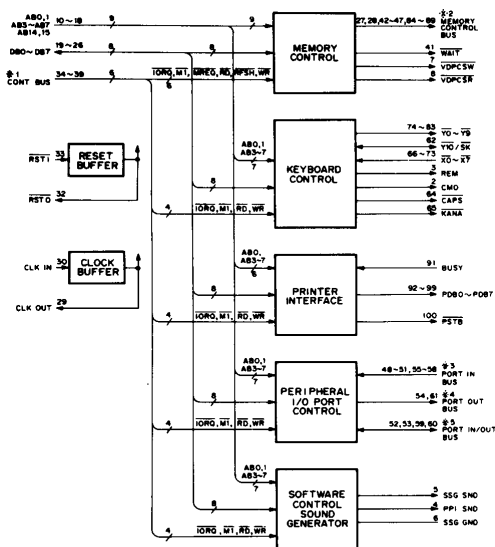 AB0,1
AB3~AB7
AB14,15
10~18
9
9
DB0~DB7
19~26
8
8
※1
CONT BUS
34~39
6
IORQ, M1, MREQ, RD, RFSH, WR
6
MEMORY
CONTROL
27,28,42~47,84~89
※2
MEMORY
CONTROL
BUS
41
WAIT
7
VDPCSW
8
VDPCSR
RSTI
33
RESET
BUFFER
RSTO
32
AB0,1
AB3~7
7
8
4
IORQ, M1, RD, WR
KEYBOARD
CONTROL
74~83
Y0~Y9
62
Y10/SK
66~73
X0~X7
3
REM
2
CMD
64
CAPS
65
KANA
CLK IN
30
CLOCK
BUFFER
CLK OUT
29
AB0,
AB3~7
6
8
4
IORQ, M1, RD, WR
PRINTER
INTERFACE
91
BUSY
92~99
PDB0~PDB7
100
PSTB
AB0,1
AB3~7
7
8
4
IORQ, M1, RD, WR
PERIPHERAL
I/O PORT
CONTROL
48~51, 55~58
※3
PORT IN
BUS
54, 61
※4
PORT OUT
BUS
52,53,59,60
※5
PORT IN/OUT
BUS
AB0,1
AB3~7
7
8
4
IORQ, M1, RD, WR
SOFTWARE
CONTROL
SOUND
GENERATOR
5
SSG SND
4
PPI SND
6
SSG GND